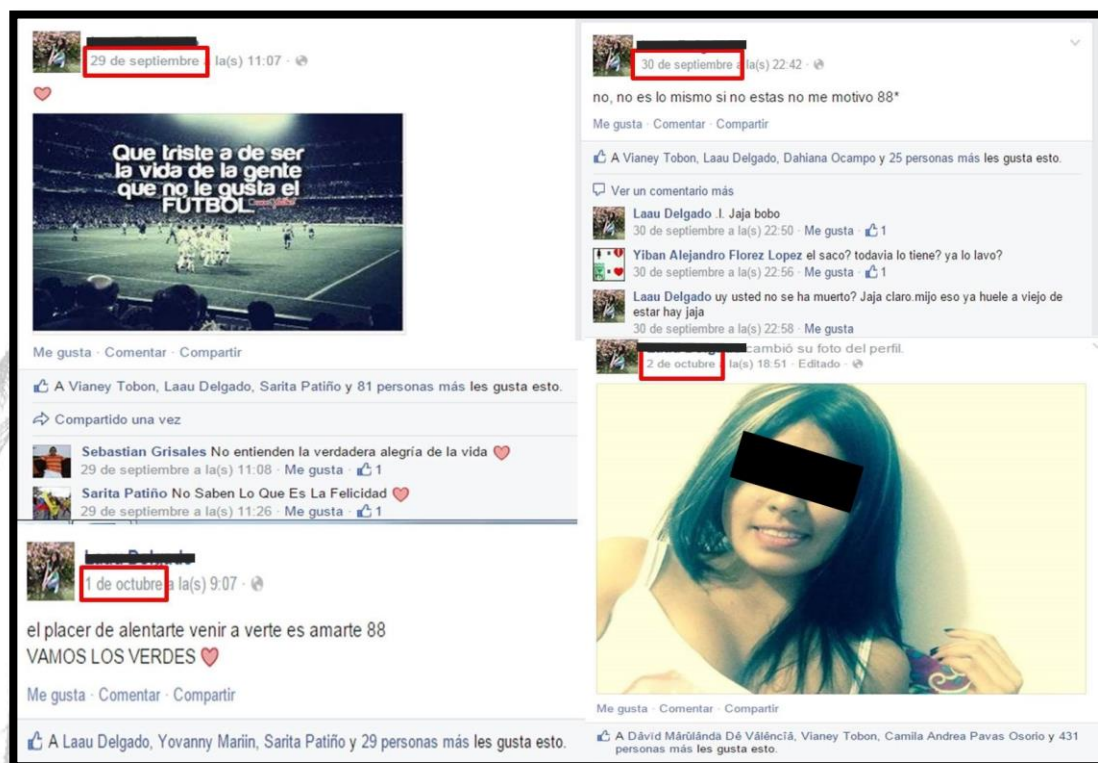 29 de septiembre a la(s) 11:07 ·
Que triste a de ser
la vida de la gente
que no le gusta el
FÚTBOL
Me gusta · Comentar · Compartir
A Vianey Tobon, Laau Delgado, Sarita Patiño y 81 personas más les gusta esto.
Compartido una vez
Sebastian Grisales No entienden la verdadera alegría de la vida
29 de septiembre a la(s) 11:08 · Me gusta · 1
Sarita Patiño No Saben Lo Que Es La Felicidad
29 de septiembre a la(s) 11:26 · Me gusta · 1
1 de octubre a la(s) 9:07 ·
el placer de alentarte venir a verte es amarte 88
VAMOS LOS VERDES
Me gusta · Comentar · Compartir
A Laau Delgado, Yovanny Mariin, Sarita Patiño y 29 personas más les gusta esto.
30 de septiembre a la(s) 22:42 ·
no, no es lo mismo si no estas no me motivo 88*
Me gusta · Comentar · Compartir
A Vianey Tobon, Laau Delgado, Dahiana Ocampo y 25 personas más les gusta esto.
Ver un comentario más
Laau Delgado .l. Jaja bobo
30 de septiembre a la(s) 22:50 · Me gusta · 1
Yiban Alejandro Florez Lopez el saco? todavia lo tiene? ya lo lavo?
30 de septiembre a la(s) 22:56 · Me gusta · 1
Laau Delgado uy usted no se ha muerto? Jaja claro.mijo eso ya huele a viejo de
estar hay jaja
30 de septiembre a la(s) 22:58 · Me gusta
cambió su foto del perfil.
2 de octubre a la(s) 18:51 · Editado ·
Me gusta · Comentar · Compartir
A Dâvíd Mârûlânda Dê Vâlêncîâ, Vianey Tobon, Camila Andrea Pavas Osorio y 431
personas más les gusta esto.